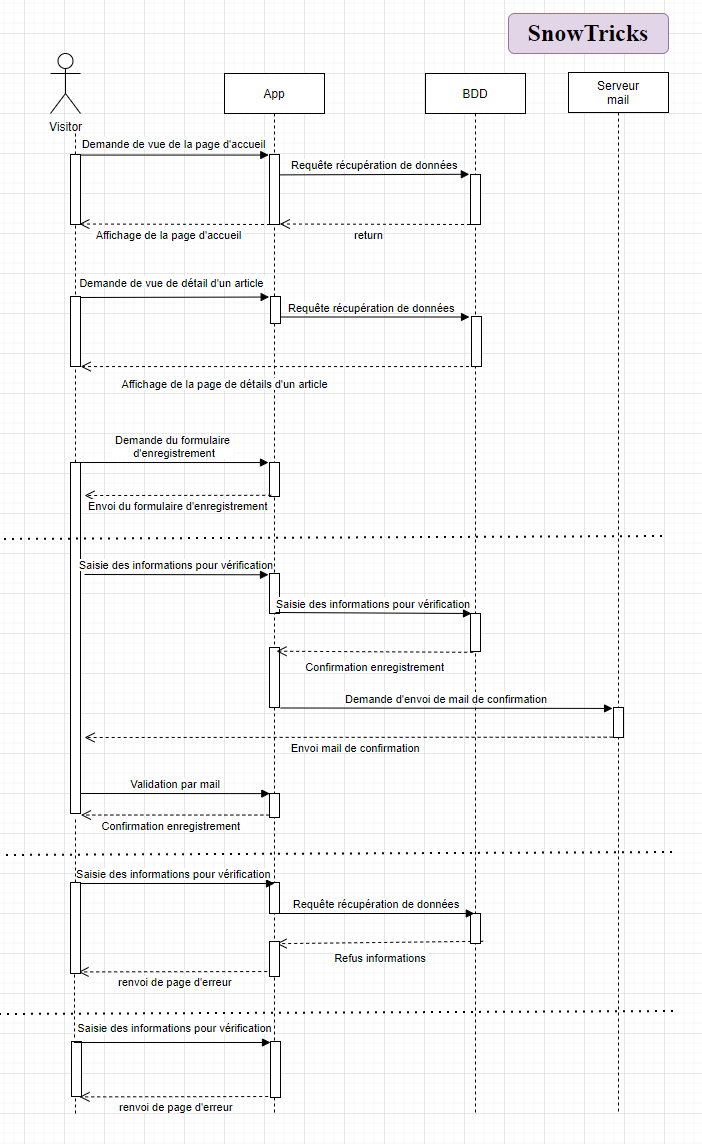 SnowTricks
Visitor
App
BDD
Serveur
mail
Demande de vue de la page d'accueil
Requête récupération de données
Affichage de la page d'accueil
return
Demande de vue de détail d'un article
Requête récupération de données
Affichage de la page de détails d'un article
Demande du formulaire
d'enregistrement
Envoi du formulaire d'enregistrement
Saisie des informations pour vérification
Saisie des informations pour vérification
Confirmation enregistrement
Demande d'envoi de mail de confirmation
Envoi mail de confirmation
Validation par mail
Confirmation enregistrement
Saisie des informations pour vérification
Requête récupération de données
Refus informations
renvoi de page d'erreur
Saisie des informations pour vérification
renvoi de page d'erreur